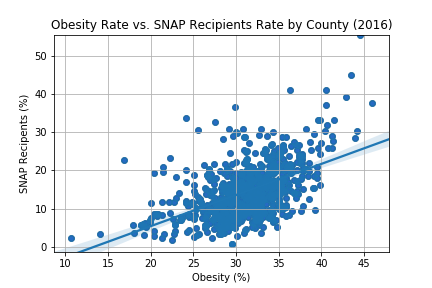 Obesity Rate vs. SNAP Recipients Rate by County (2016)
50
40
30
20
10
0
SNAP Recipents (%)
10 15 20 25 30 35 40 45
Obesity (%)